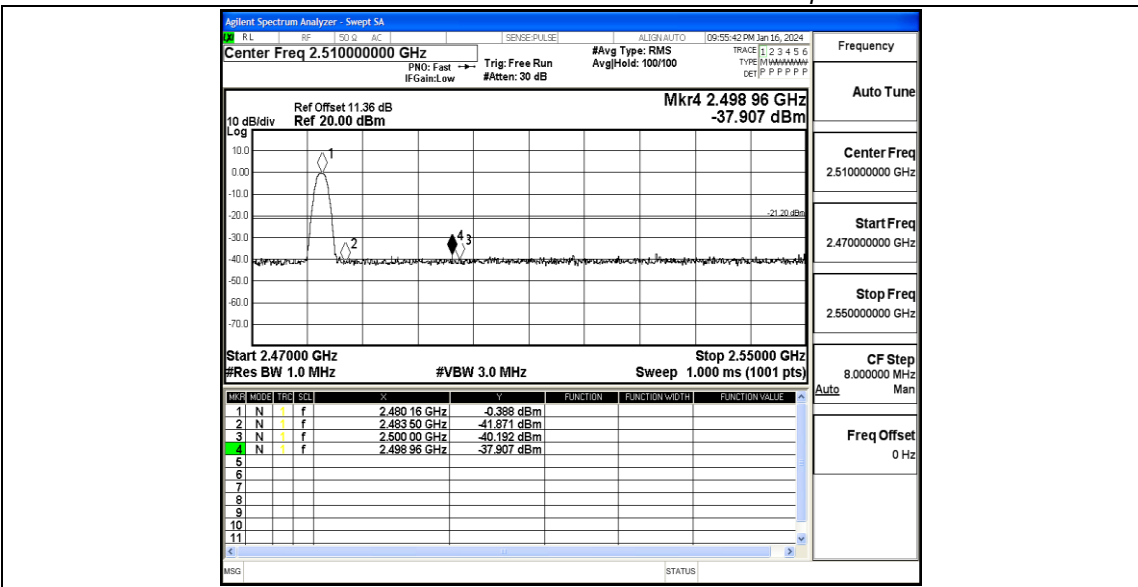 Agilent Spectrum Analyzer - Swept SA
RL RF 50 Ω AC SENSE:PULSE ALIGNAUTO 09:55:42 PM Jan 16, 2024
Center Freq 2.510000000 GHz
PNO: Fast
IFGain:Low
Trig: Free Run
#Atten: 30 dB
#Avg Type: RMS
Avg|Hold: 100/100
TRACE 1 2 3 4 5 6
TYPE M WWWWW
DET P P P P P P
Ref Offset 11.36 dB
Ref 20.00 dBm
10 dB/div
Log
Mkr4 2.498 96 GHz
-37.907 dBm
10.0
0.00
-10.0
-20.0
-30.0
-40.0
-50.0
-60.0
-70.0
1
2
4
3
-21.20 dBm
Start 2.47000 GHz
#Res BW 1.0 MHz
#VBW 3.0 MHz
Stop 2.55000 GHz
Sweep 1.000 ms (1001 pts)
MKR MODE TRC SCL X Y FUNCTION FUNCTION WIDTH FUNCTION VALUE
1 N 1 f 2.480 16 GHz -0.388 dBm
2 N 1 f 2.483 50 GHz -41.871 dBm
3 N 1 f 2.500 00 GHz -40.192 dBm
4 N 1 f 2.498 96 GHz -37.907 dBm
5
6
7
8
9
10
11
MSG
STATUS
Frequency
Auto Tune
Center Freq
2.510000000 GHz
Start Freq
2.470000000 GHz
Stop Freq
2.550000000 GHz
CF Step
8.000000 MHz
Auto Man
Freq Offset
0 Hz